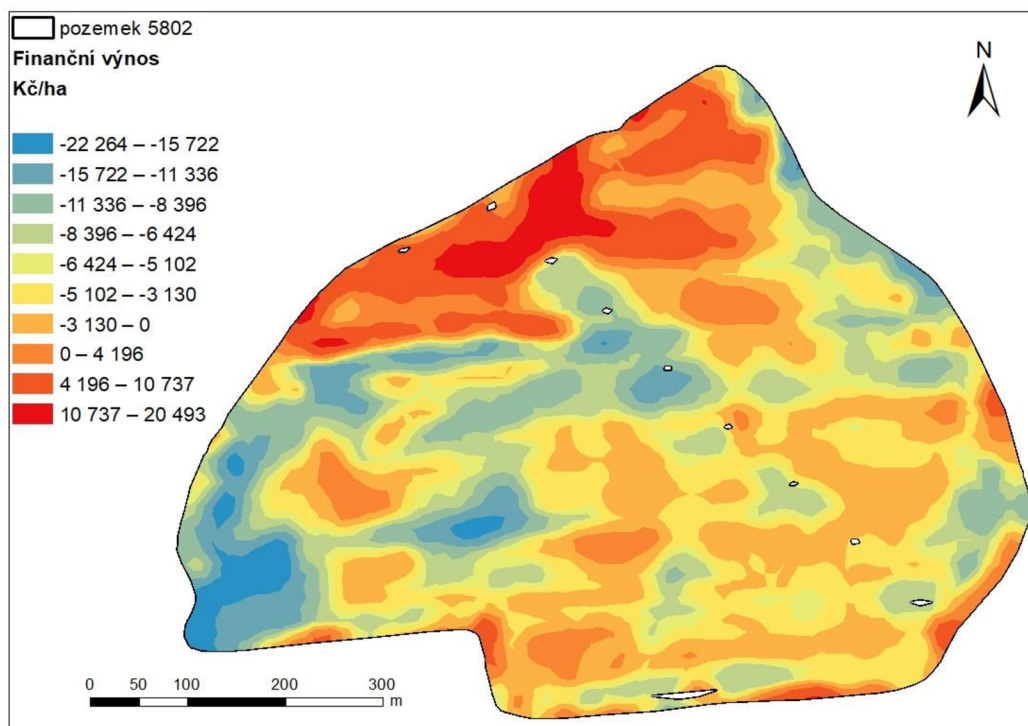 pozemek 5802
Finanční výnos
Kč/ha
-22 264 – -15 722
-15 722 – -11 336
-11 336 – -8 396
-8 396 – -6 424
-6 424 – -5 102
-5 102 – -3 130
-3 130 – 0
0 – 4 196
4 196 – 10 737
10 737 – 20 493
N
0 50 100 200 300
m